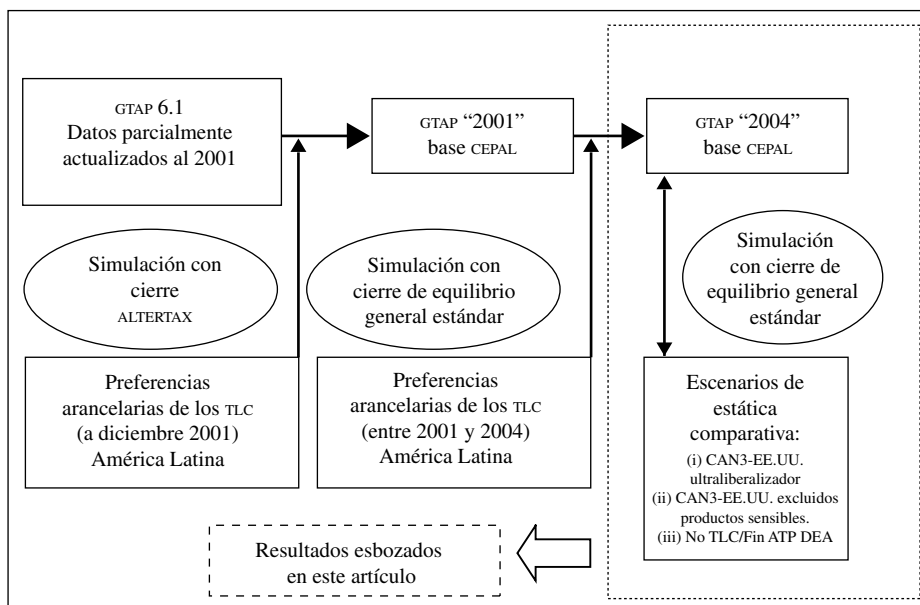 GTAP 6.1
Datos parcialmente
actualizados al 2001
GTAP “2001”
base CEPAL
GTAP “2004”
base CEPAL
Simulación con
cierre
ALTERTAX
Simulación con
cierre de equilibrio
general estándar
Simulación
con cierre de
equilibrio general
estándar
Preferencias
arancelarias de los TLC
(a diciembre 2001)
América Latina
Preferencias
arancelarias de los TLC
(entre 2001 y 2004)
América Latina
Escenarios de
estática
comparativa:
(i) CAN3-EE.UU.
ultraliberalizador
(ii) CAN3-EE.UU. excluidos
productos sensibles.
(iii) No TLC/Fin ATP DEA
Resultados esbozados
en este artículo